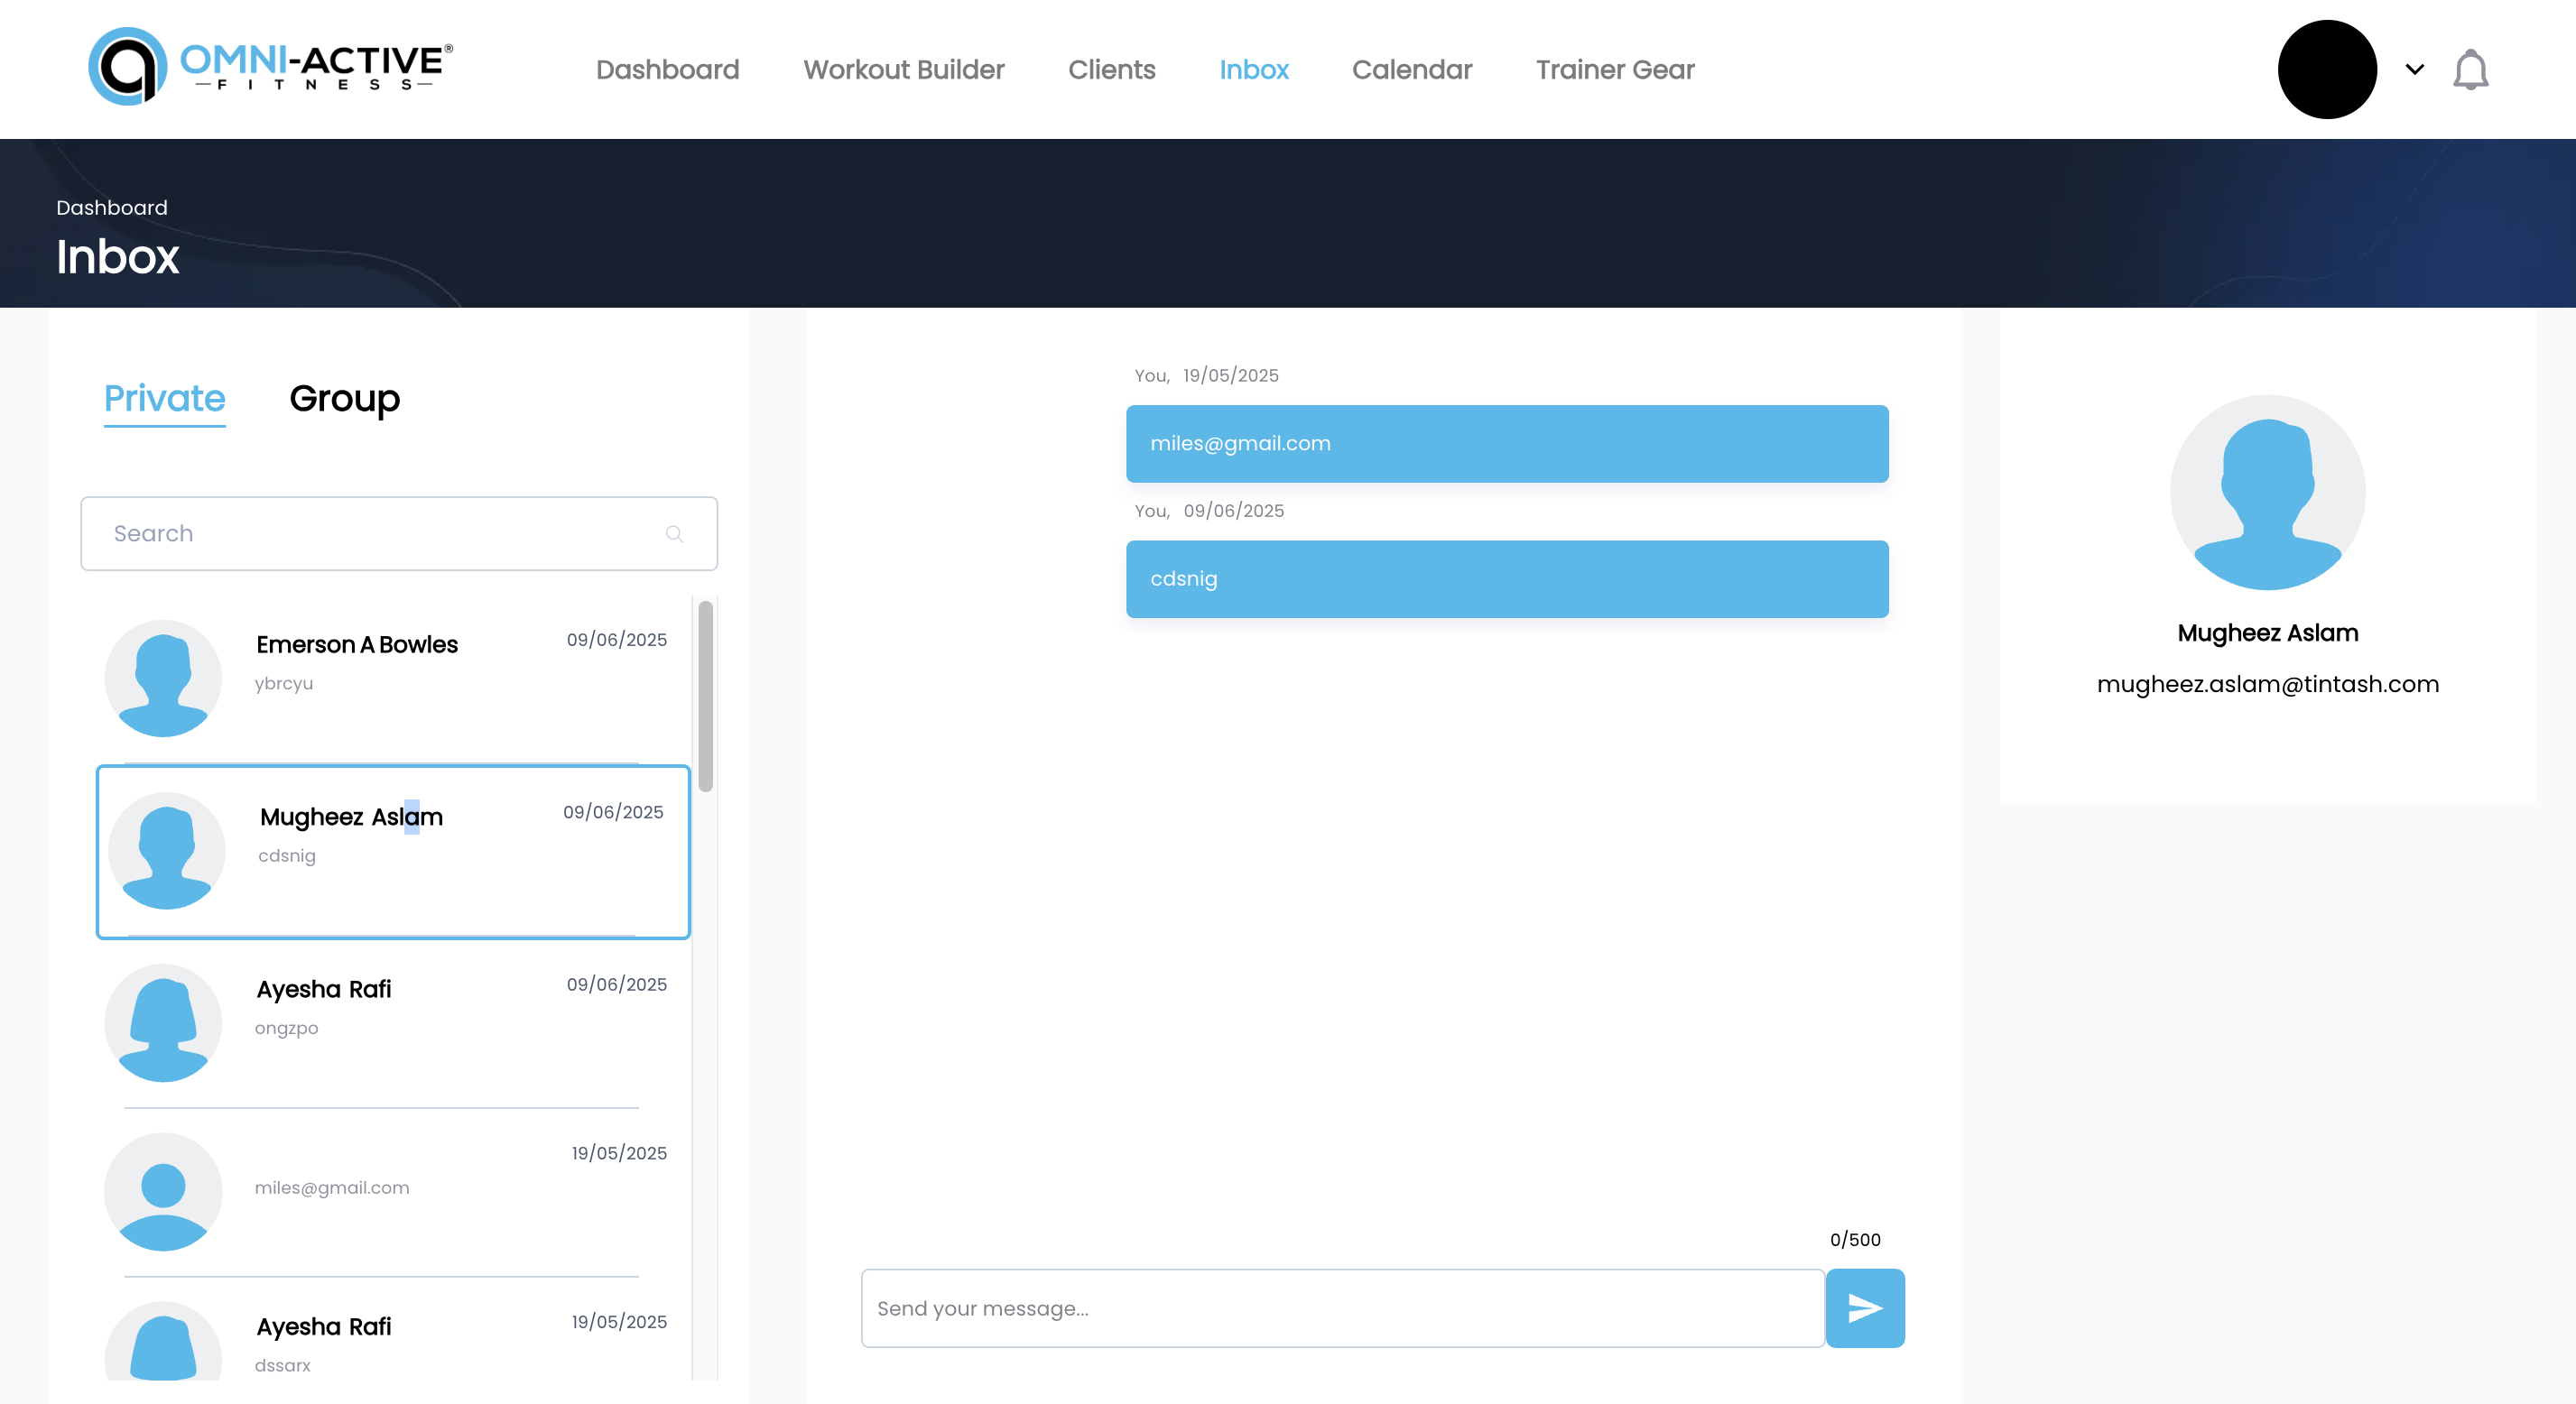 OMNI-ACTIVE®
FITNESS
Dashboard
Workout Builder
Clients
Inbox
Calendar
Trainer Gear
Dashboard
Inbox
Private
Group
Search
Emerson A Bowles
09/06/2025
ybrcyu
Mugheez Aslam
09/06/2025
cdsnig
Ayesha Rafi
09/06/2025
ongzpo
19/05/2025
miles@gmail.com
Ayesha Rafi
19/05/2025
dssarx
You, 19/05/2025
miles@gmail.com
You, 09/06/2025
cdsnig
0/500
Send your message...
Mugheez Aslam
mugheez.aslam@tintash.com